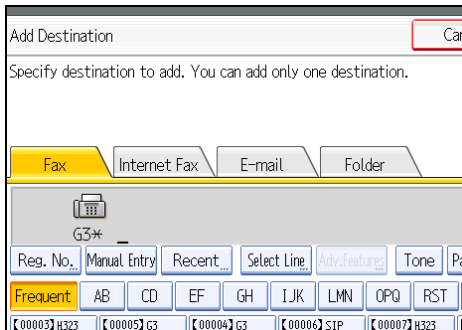 Add Destination Can
Specify destination to add. You can add only one destination.
Fax Internet Fax E-mail Folder
G3* _
Reg. No. Manual Entry Recent Select Line Adv.Features Tone Pa
Frequent AB CD EF GH IJK LMN OPQ RST
【00003】H323 【00005】G3 【00004】G3 【00006】SIP 【00007】H323